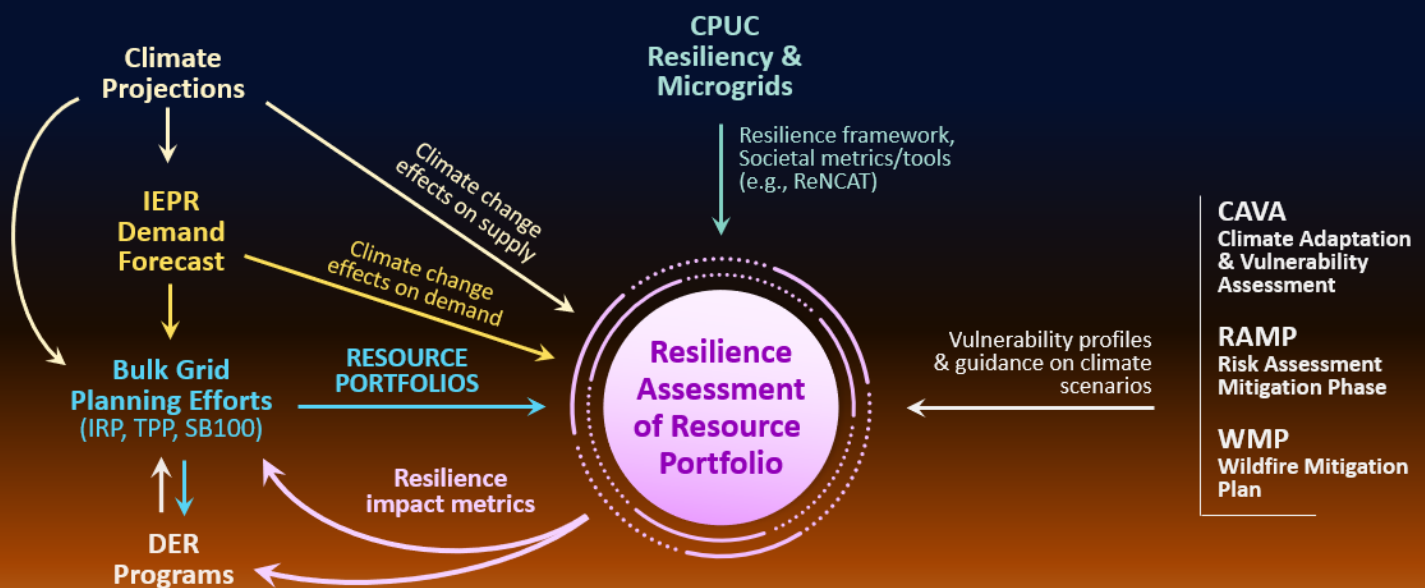 Climate
Projections
CPUC
Resiliency &
Microgrids
Resilience framework,
Societal metrics/tools
(e.g., ReNCAT)
Climate change
effects on supply
IEPR
Demand
Forecast
Climate change
effects on demand
Bulk Grid
Planning Efforts
(IRP, TPP, SB100)
RESOURCE
PORTFOLIOS
Resilience
Assessment
of Resource
Portfolio
Vulnerability profiles
& guidance on climate
scenarios
CAVA
Climate Adaptation
& Vulnerability
Assessment
RAMP
Risk Assessment
Mitigation Phase
WMP
Wildfire Mitigation
Plan
Resilience
impact metrics
DER
Programs